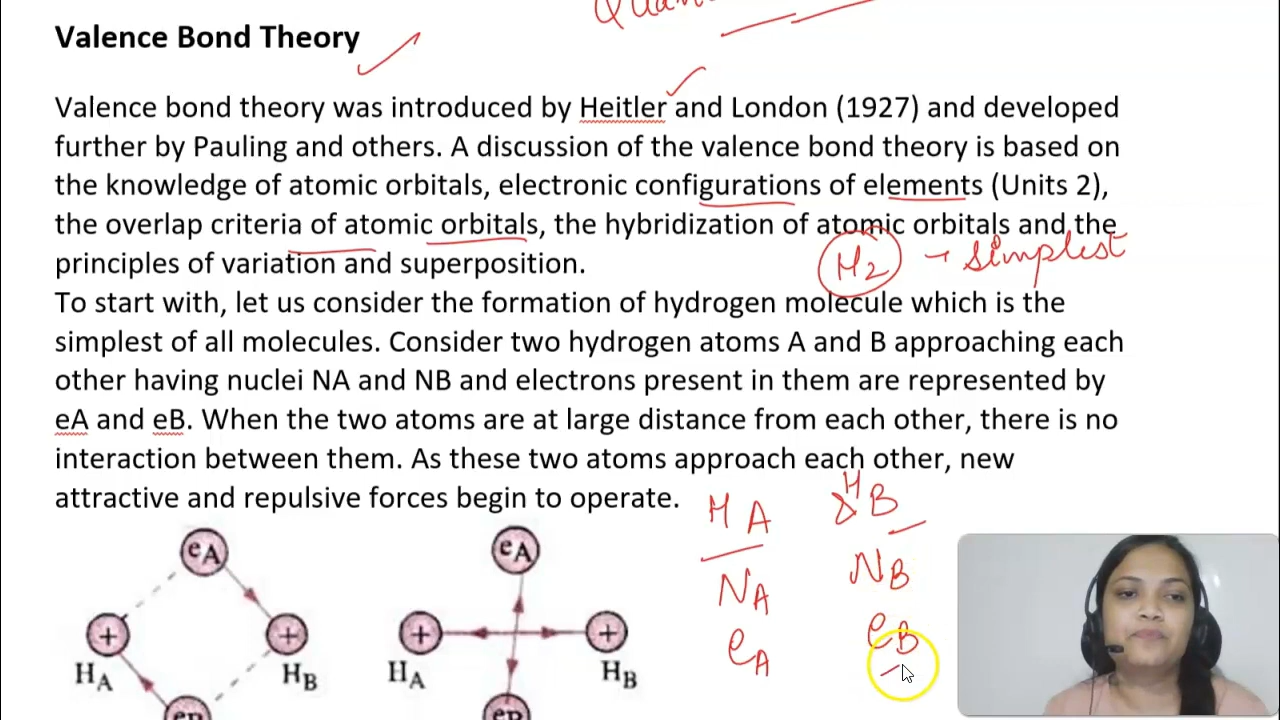 Quan
Valence Bond Theory
Valence bond theory was introduced by Heitler and London (1927) and developed
further by Pauling and others. A discussion of the valence bond theory is based on
the knowledge of atomic orbitals, electronic configurations of elements (Units 2),
the overlap criteria of atomic orbitals, the hybridization of atomic orbitals and the
principles of variation and superposition.
H2 → simplest
To start with, let us consider the formation of hydrogen molecule which is the
simplest of all molecules. Consider two hydrogen atoms A and B approaching each
other having nuclei NA and NB and electrons present in them are represented by
eA and eB. When the two atoms are at large distance from each other, there is no
interaction between them. As these two atoms approach each other, new
attractive and repulsive forces begin to operate.
eA
+ +
HA HB
eB
eA
+ +
HA HB
eB
HA HB
NA NB
eA eB